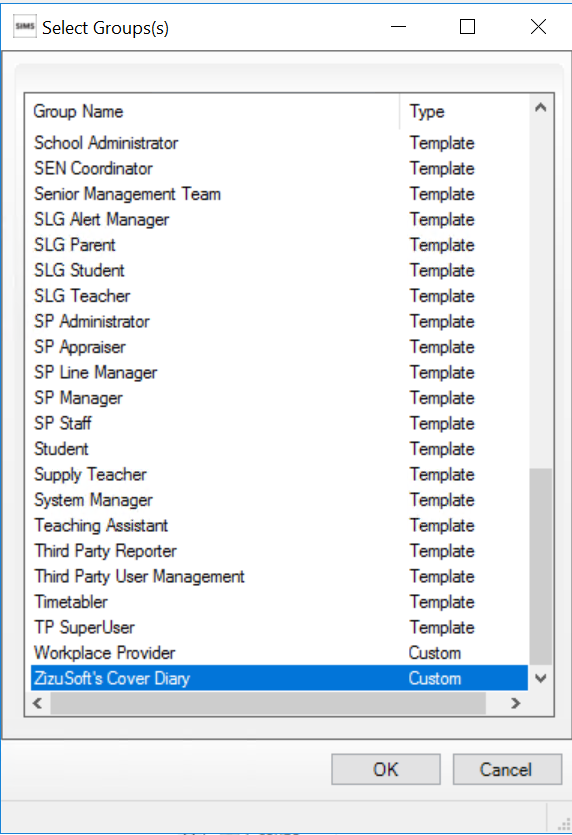 SIMS Select Groups(s)
Group Name Type
School Administrator Template
SEN Coordinator Template
Senior Management Team Template
SLG Alert Manager Template
SLG Parent Template
SLG Student Template
SLG Teacher Template
SP Administrator Template
SP Appraiser Template
SP Line Manager Template
SP Manager Template
SP Staff Template
Student Template
Supply Teacher Template
System Manager Template
Teaching Assistant Template
Third Party Reporter Template
Third Party User Management Template
Timetabler Template
TP SuperUser Template
Workplace Provider Custom
ZizuSoft's Cover Diary Custom
OK Cancel